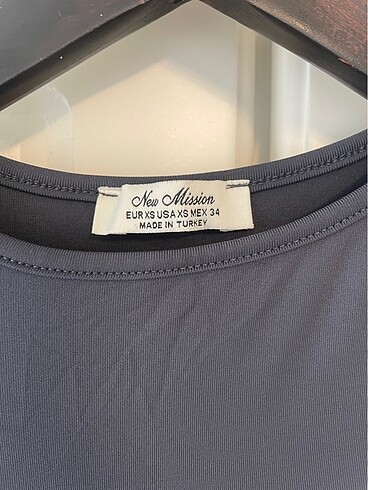 New Mission
EUR XS USA XS MEX 34
MADE IN TURKEY